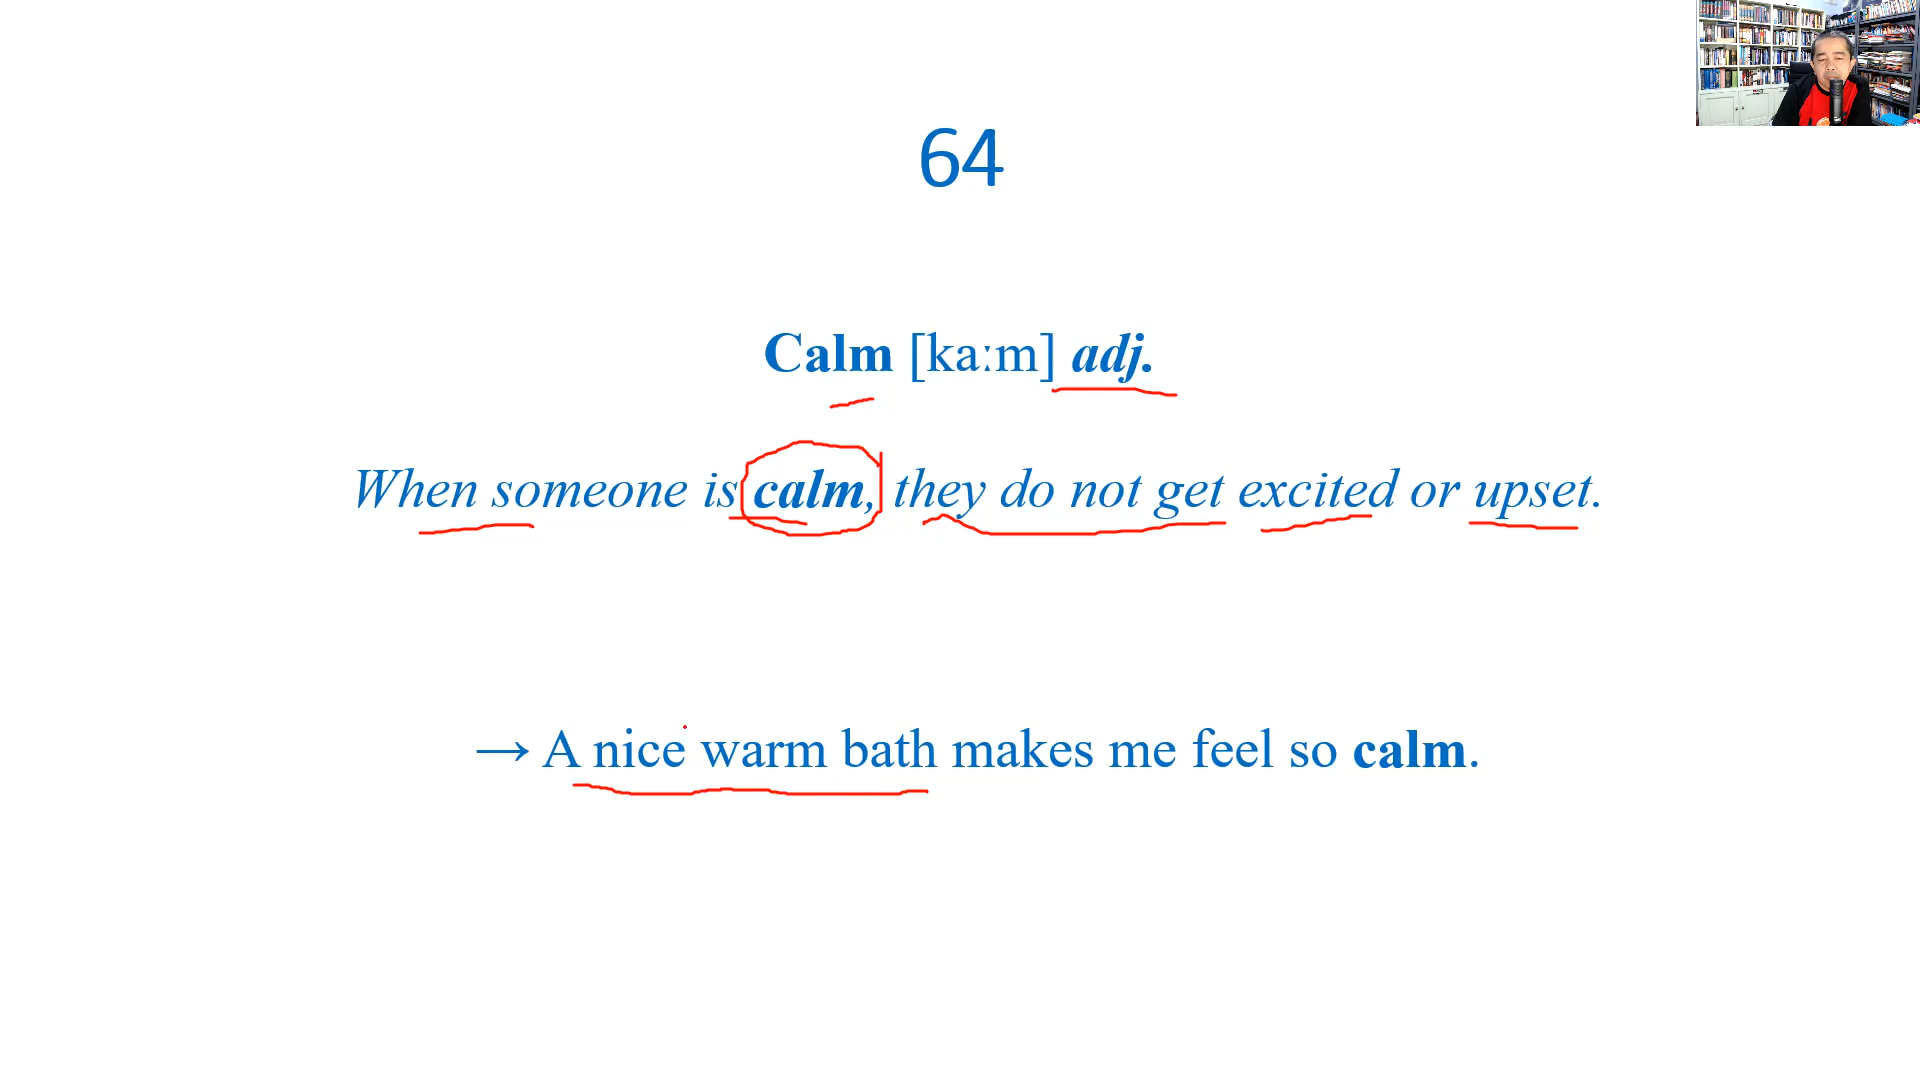 64
Calm [kaːm] adj.
When someone is calm, they do not get excited or upset.
→ A nice warm bath makes me feel so calm.